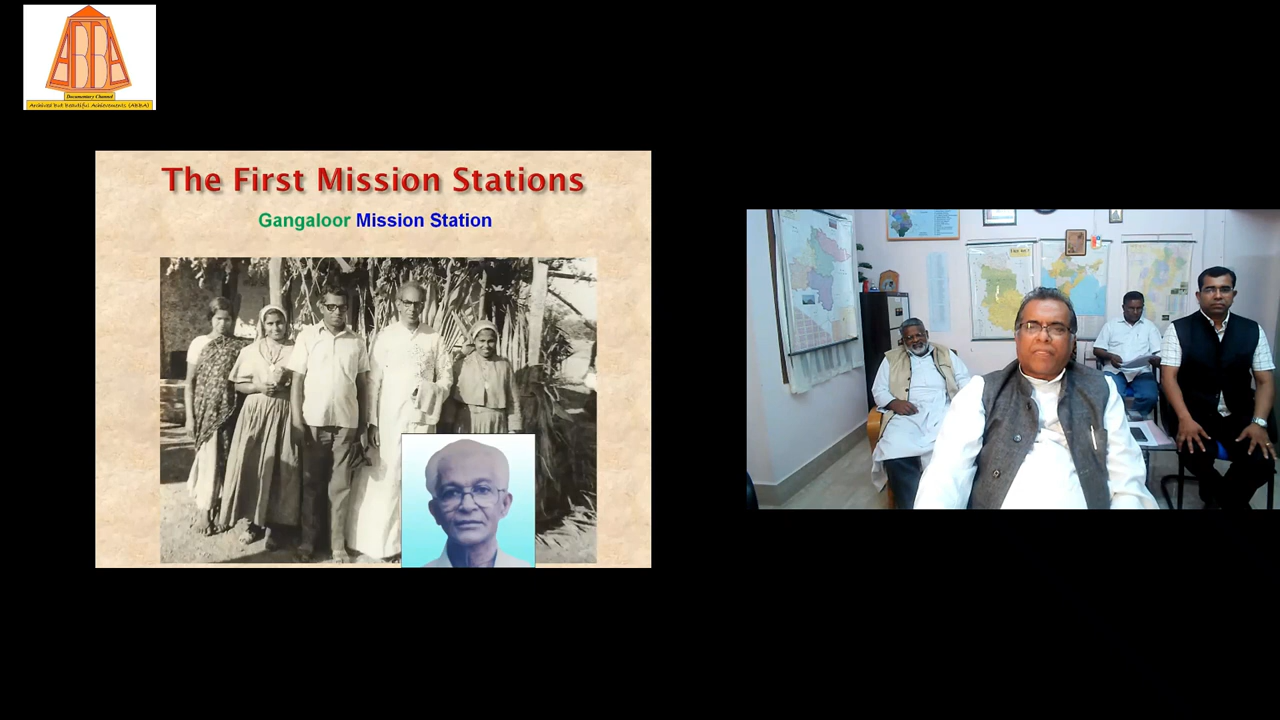 ABBA
Documentary Channel
Archived but Beautiful Achievements (ABBA)
The First Mission Stations
Gangaloor Mission Station